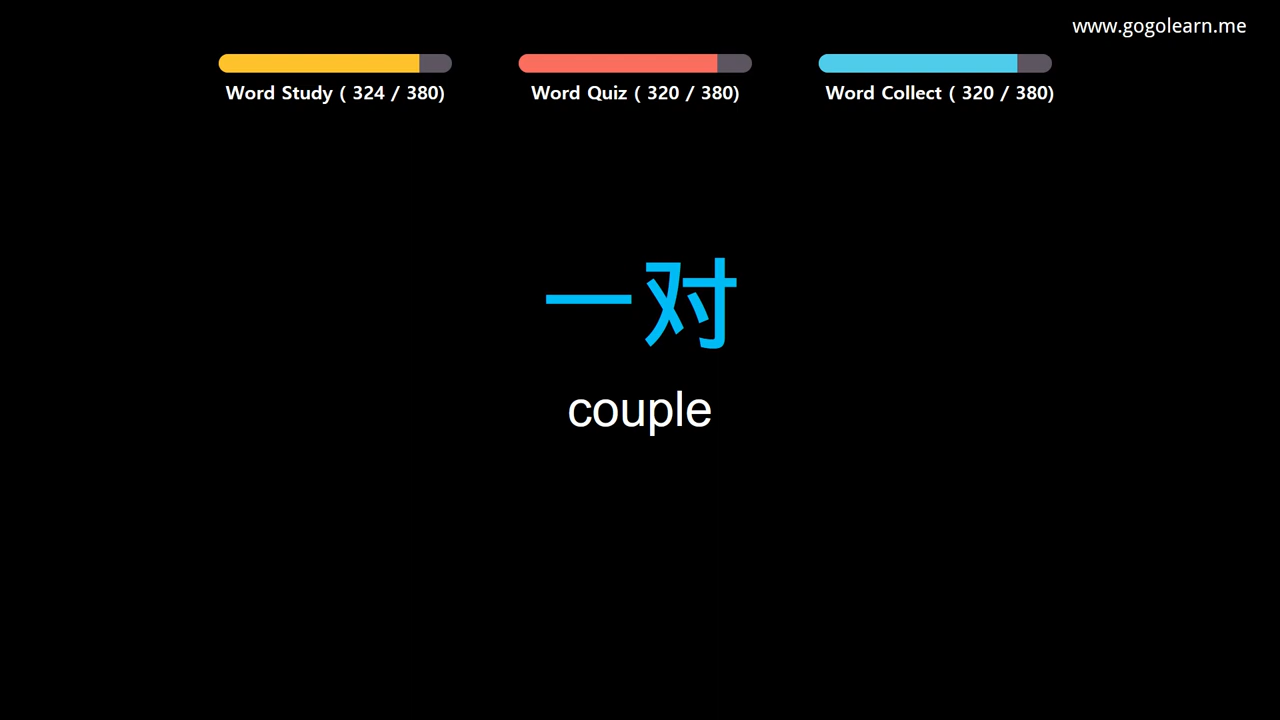 www.gogolearn.me
Word Study ( 324 / 380)
Word Quiz ( 320 / 380)
Word Collect ( 320 / 380)
一对
couple